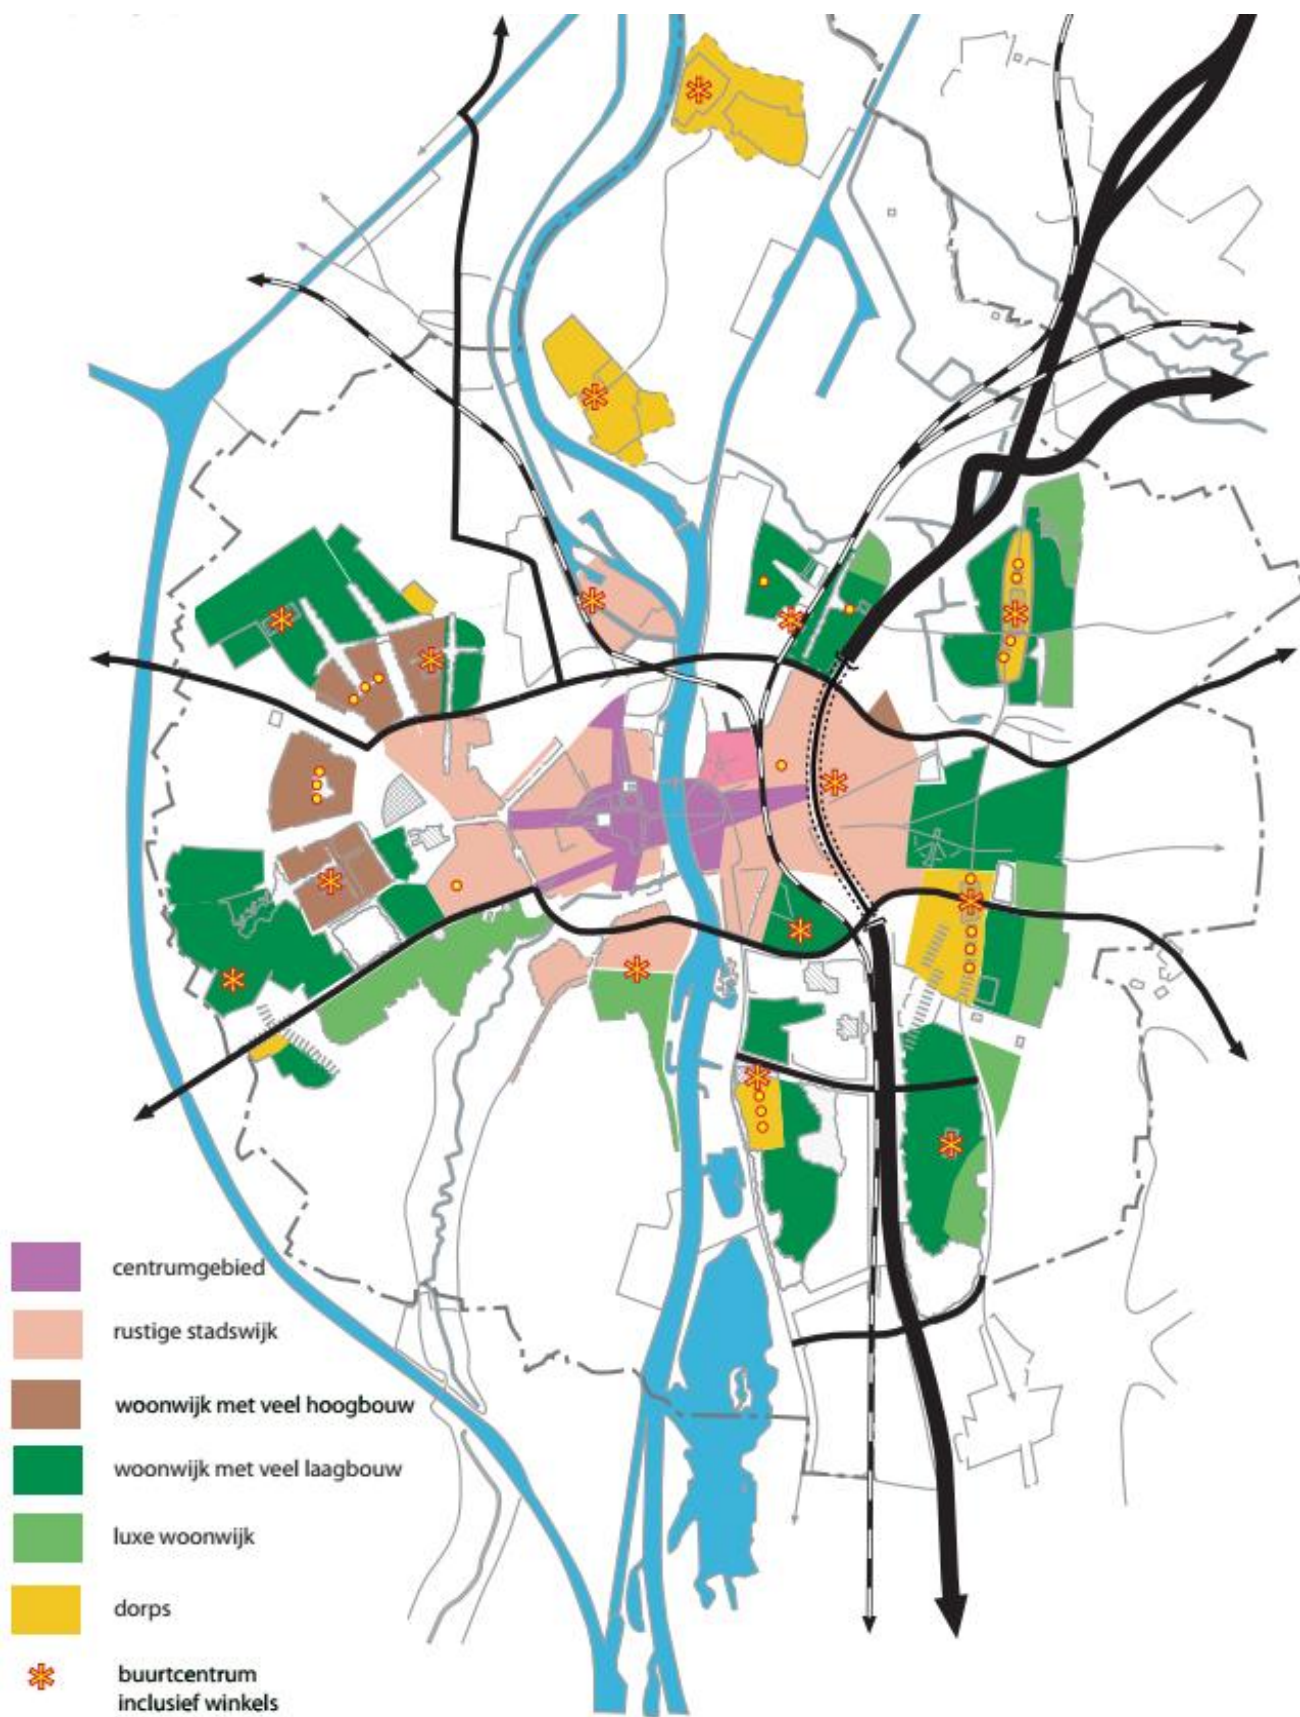 centrumgebied
rustige stadswijk
woonwijk met veel hoogbouw
woonwijk met veel laagbouw
luxe woonwijk
dorps
buurtcentrum
inclusief winkels